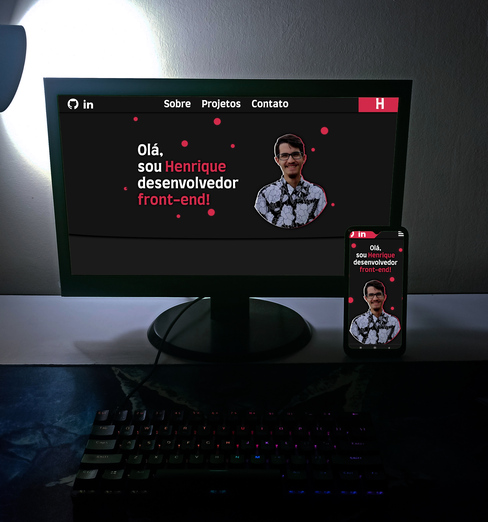 in Sobre Projetos Contato H
Olá,
sou Henrique
desenvolvedor
front-end!
in
Olá,
sou Henrique
desenvolvedor
front-end!